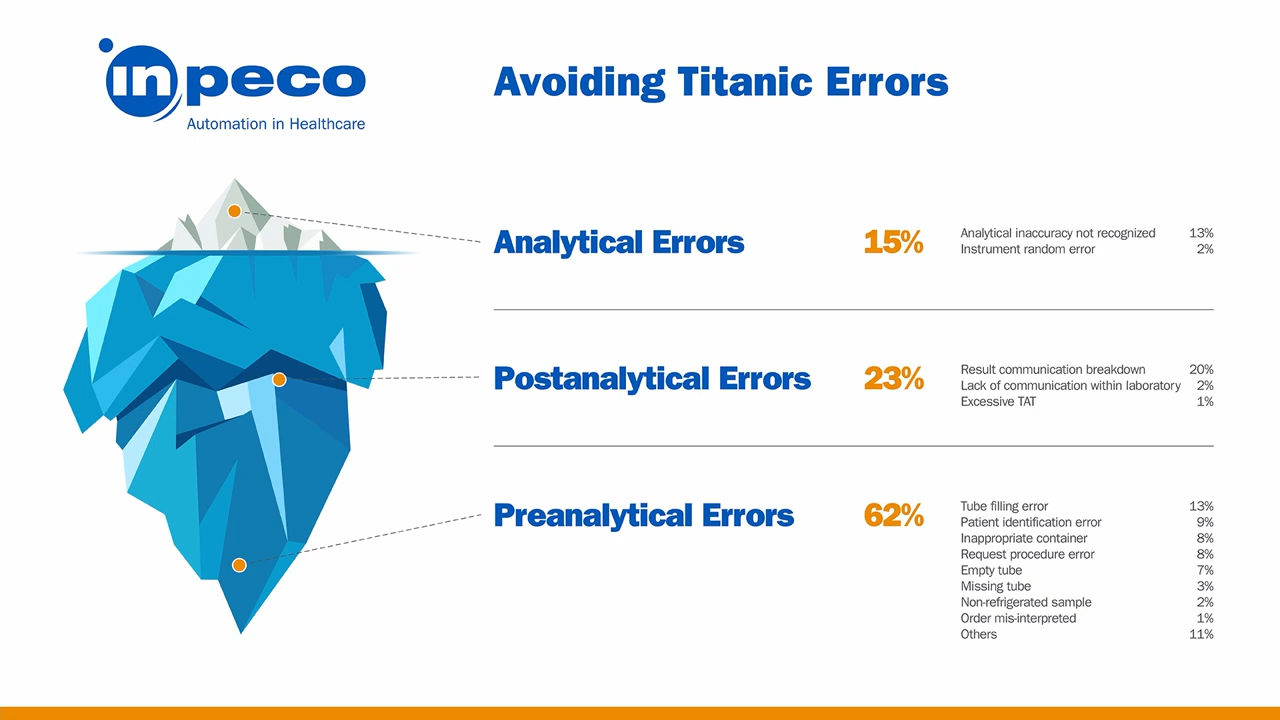 inpeco
Automation in Healthcare
Avoiding Titanic Errors
Analytical Errors 15%
Analytical inaccuracy not recognized 13%
Instrument random error 2%
Postanalytical Errors 23%
Result communication breakdown 20%
Lack of communication within laboratory 2%
Excessive TAT 1%
Preanalytical Errors 62%
Tube filling error 13%
Patient identification error 9%
Inappropriate container 8%
Request procedure error 8%
Empty tube 7%
Missing tube 3%
Non-refrigerated sample 2%
Order mis-interpreted 1%
Others 11%